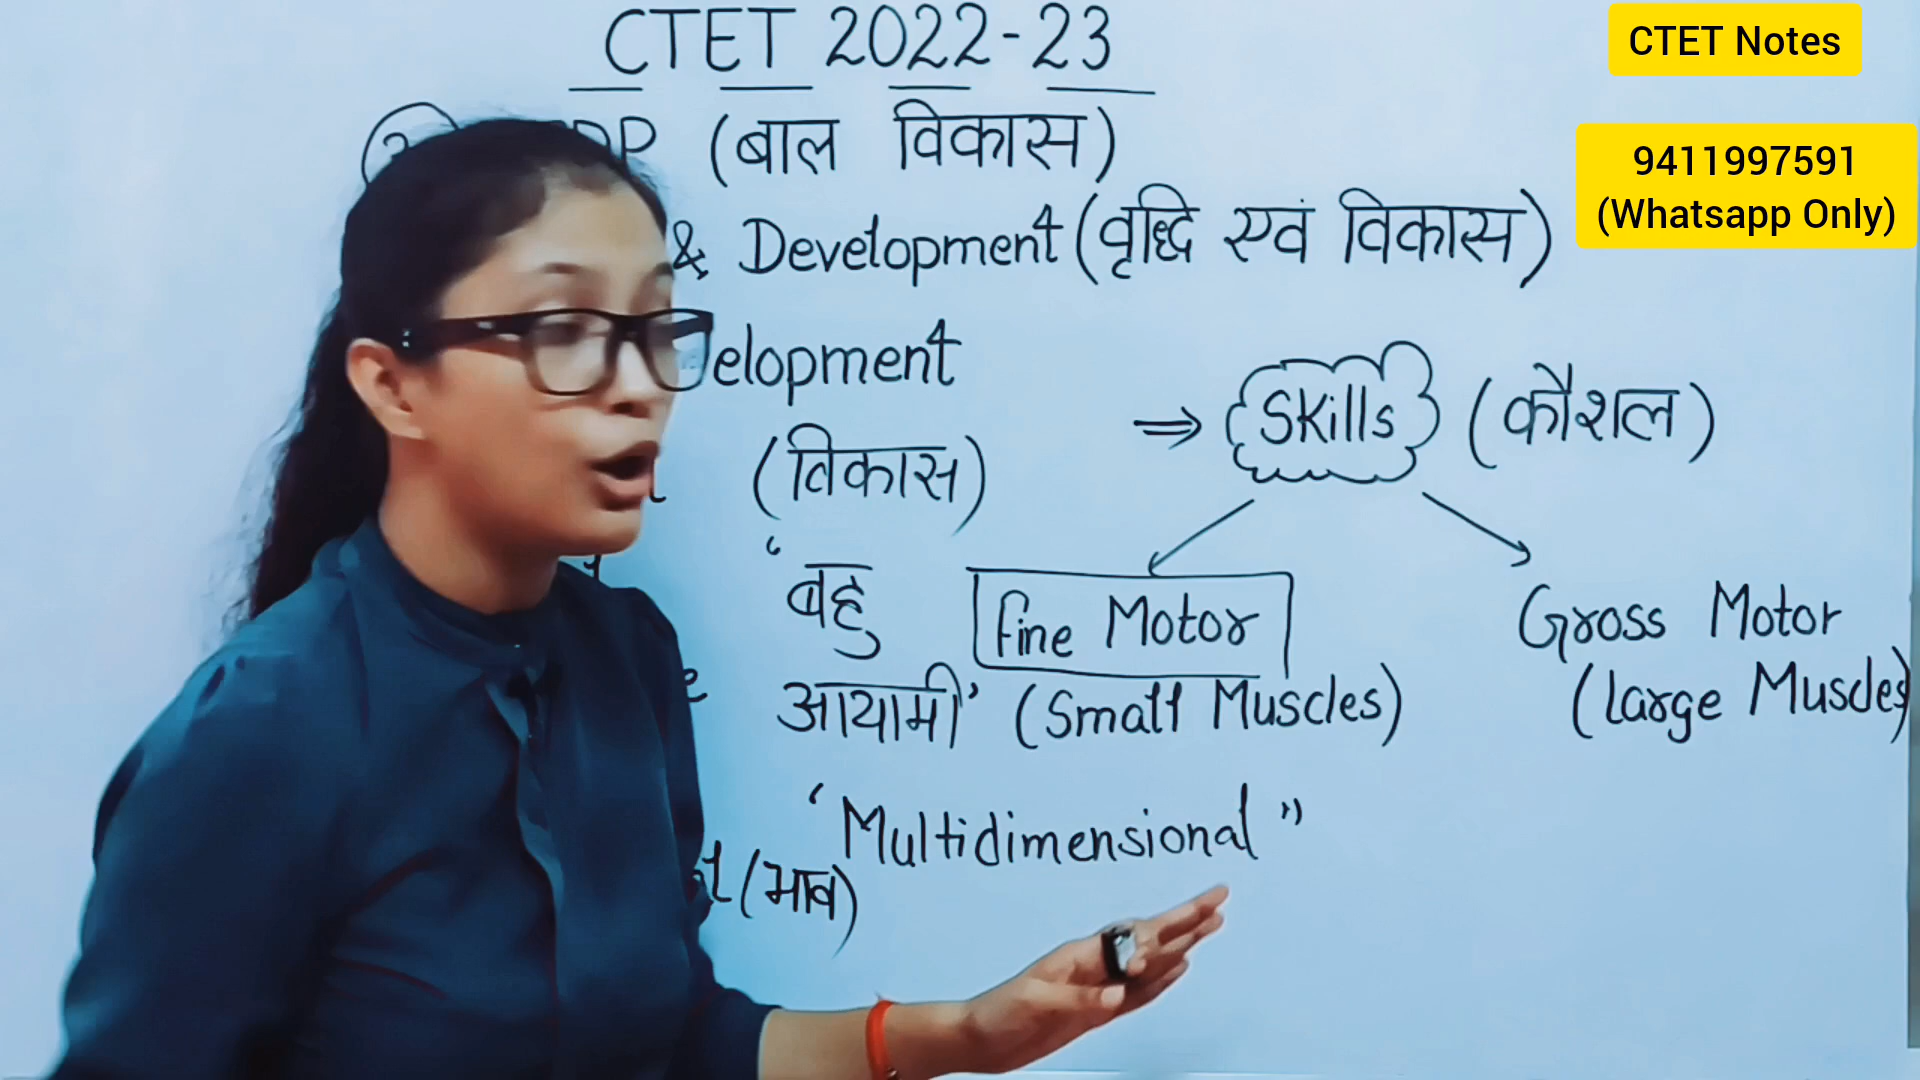 CTET 2022-23
CTET Notes
(बाल विकास)
9411997591
(Whatsapp Only)
& Development (वृद्धि एवं विकास)
elopment
⇒ Skills (कौशल)
(विकास)
'बहु
आयामी'
Fine Motor
(Small Muscles)
Gross Motor
(large Muscles)
'Multidimensional"
(भाव)